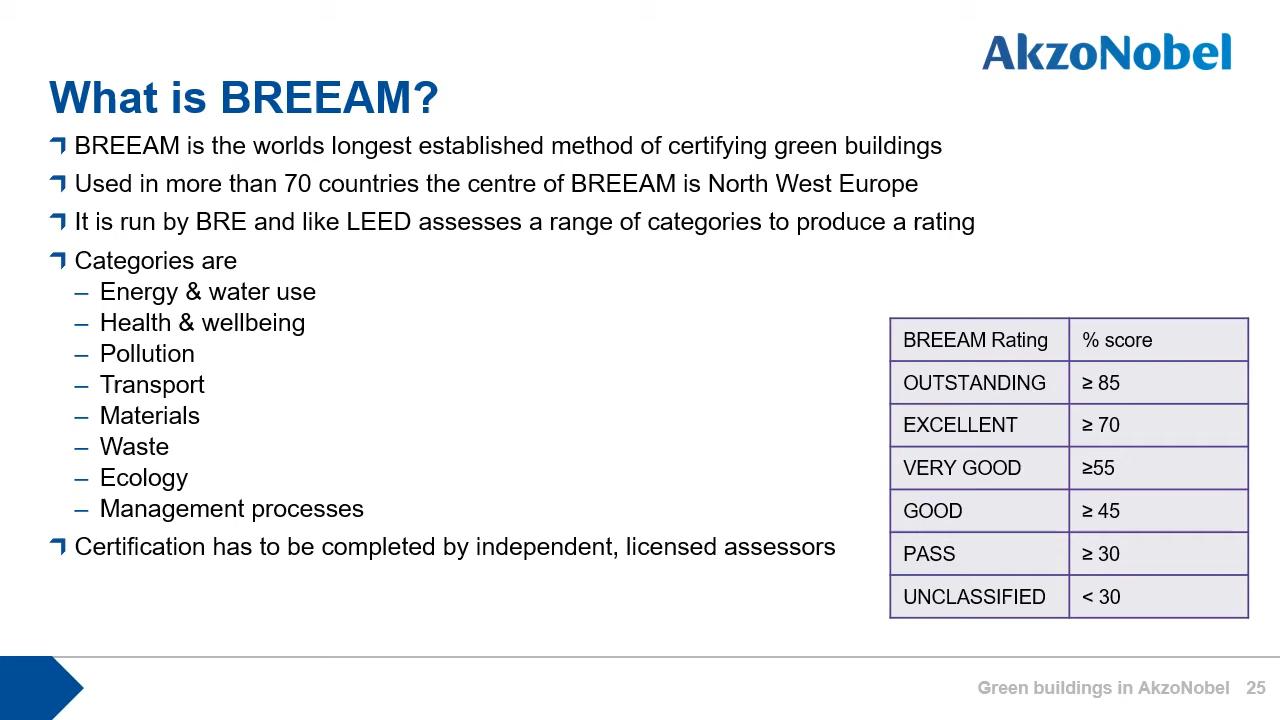 AkzoNobel
What is BREEAM?
BREEAM is the worlds longest established method of certifying green buildings
Used in more than 70 countries the centre of BREEAM is North West Europe
It is run by BRE and like LEED assesses a range of categories to produce a rating
Categories are
– Energy & water use
– Health & wellbeing
– Pollution
– Transport
– Materials
– Waste
– Ecology
– Management processes
Certification has to be completed by independent, licensed assessors
BREEAM Rating % score
OUTSTANDING ≥ 85
EXCELLENT ≥ 70
VERY GOOD ≥55
GOOD ≥ 45
PASS ≥ 30
UNCLASSIFIED < 30
Green buildings in AkzoNobel 25